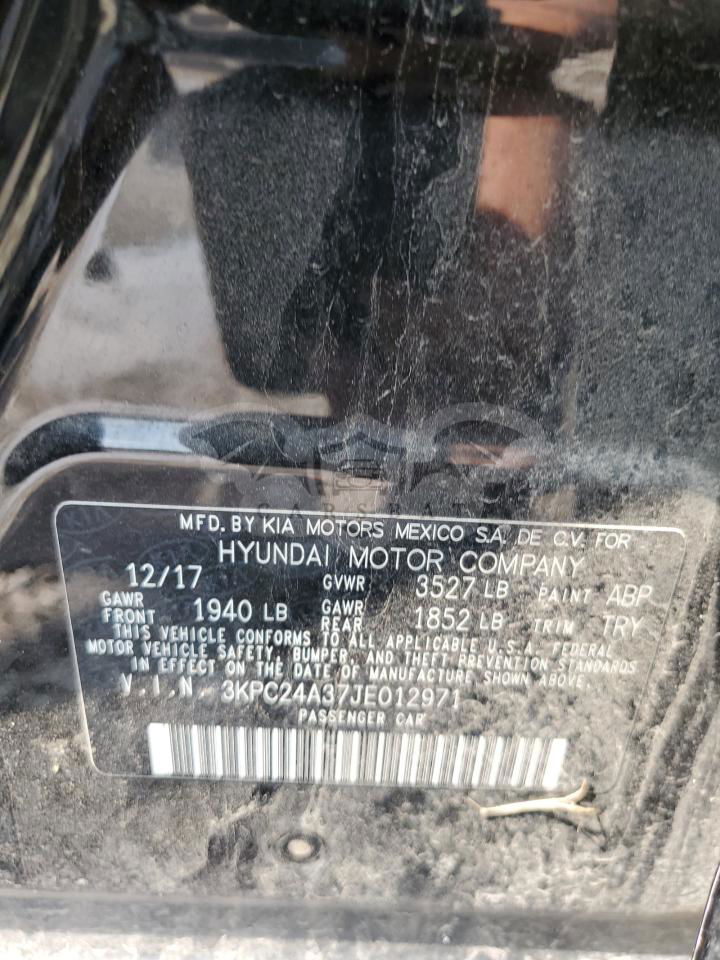 MFD. BY KIA MOTORS MEXICO S.A. DE C.V. FOR
HYUNDAI MOTOR COMPANY
12/17 GVWR 3527 LB PAINT ABP
GAWR FRONT 1940 LB GAWR REAR 1852 LB TRIM TRY
THIS VEHICLE CONFORMS TO ALL APPLICABLE U.S.A. FEDERAL
MOTOR VEHICLE SAFETY, BUMPER, AND THEFT PREVENTION STANDARDS
IN EFFECT ON THE DATE OF MANUFACTURE SHOWN ABOVE.
V.I.N. 3KPC24A37JE012971
PASSENGER CAR